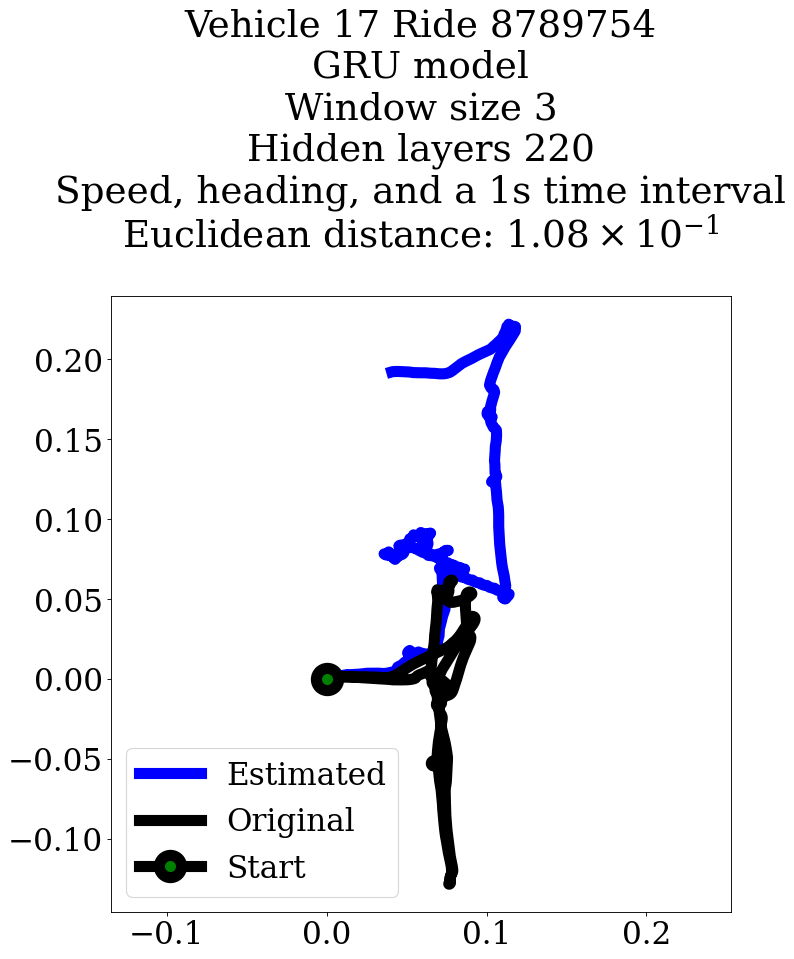 Vehicle 17 Ride 8789754
GRU model
Window size 3
Hidden layers 220
Speed, heading, and a 1s time interval
Euclidean distance: 1.08 × 10⁻¹
0.20
0.15
0.10
0.05
0.00
−0.05
−0.10
Estimated
Original
Start
−0.1
0.0
0.1
0.2